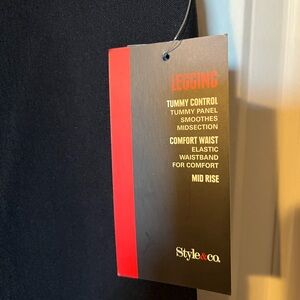 LEGGING
TUMMY CONTROL
TUMMY PANEL
SMOOTHES
MIDSECTION
COMFORT WAIST
ELASTIC
WAISTBAND
FOR COMFORT
MID RISE
Style&co.